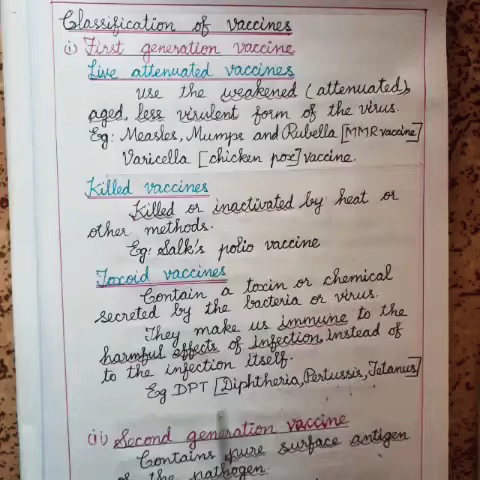 Classification of vaccines
(i) First generation vaccine
Live attenuated vaccines
use the weakened (attenuated),
aged, less virulent form of the virus.
Eg: Measles, Mumps and Rubella [MMR vaccine]
Varicella [chicken pox] vaccine.
Killed vaccines
Killed or inactivated by heat or
other methods.
Eg: Salk's polio vaccine
Toxoid vaccines
Contain a toxin or chemical
secreted by the bacteria or virus.
They make us immune to the
harmful effects of infection, instead of
to the infection itself.
Eg DPT [Diphtheria, Pertussis, Tetanus]
(ii) Second generation vaccine
Contains pure surface antigen
of the pathogen.